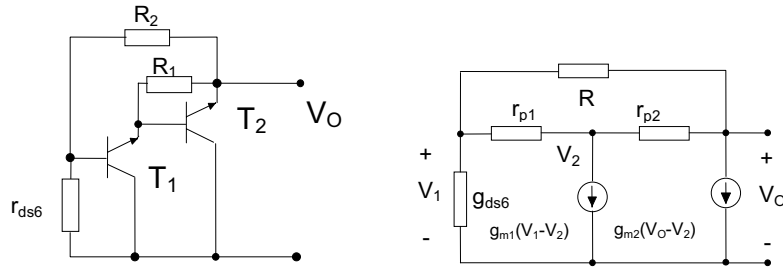 R2
R1
T2
VO
T1
rds6
R
rp1
rp2
+
V2
+
V1
gds6
VO
-
gm1(V1-V2)
gm2(VO-V2)
-